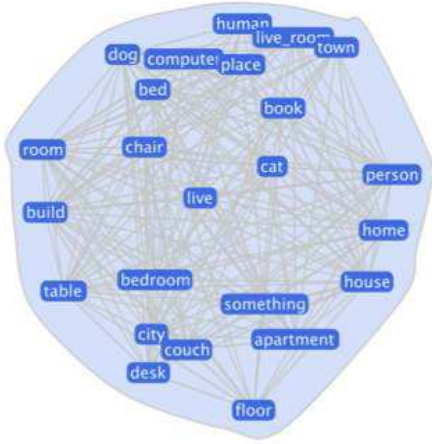 human
live_room
town
dog
computer
place
bed
book
room
chair
cat
person
live
build
home
bedroom
house
table
something
city
apartment
couch
desk
floor